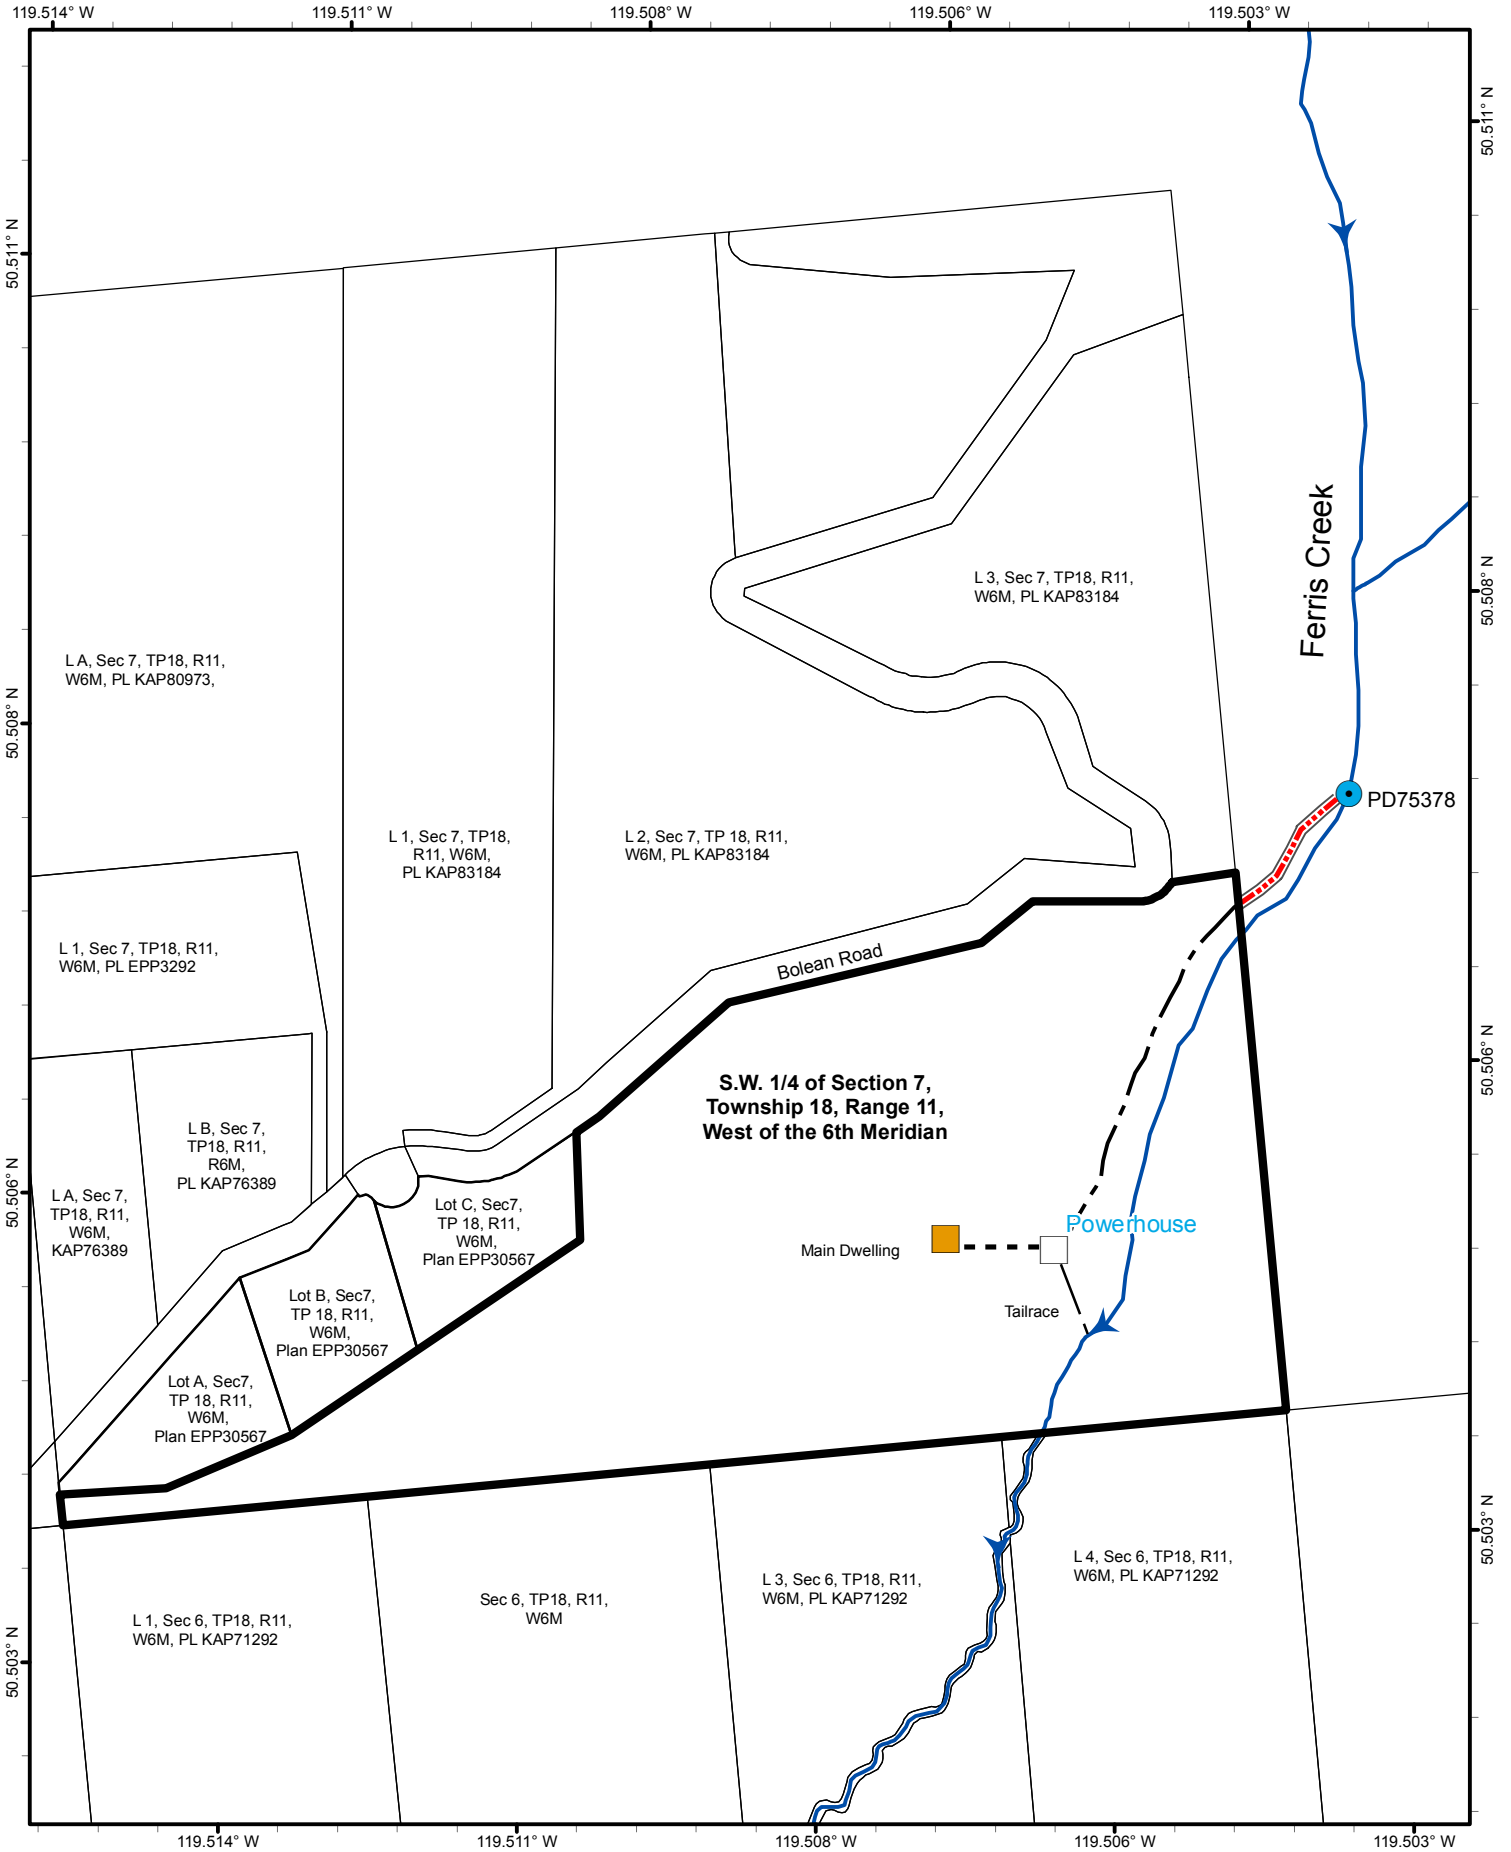 119.514° W
119.511° W
119.508° W
119.506° W
119.503° W
50.511° N
50.511° N
Ferris Creek
L 3, Sec 7, TP18, R11,
W6M, PL KAP83184
50.508° N
L A, Sec 7, TP18, R11,
W6M, PL KAP80973,
50.508° N
PD75378
L 1, Sec 7, TP18,
R11, W6M,
PL KAP83184
L 2, Sec 7, TP 18, R11,
W6M, PL KAP83184
L 1, Sec 7, TP18, R11,
W6M, PL EPP3292
Bolean Road
50.506° N
S.W. 1/4 of Section 7,
Township 18, Range 11,
West of the 6th Meridian
L B, Sec 7,
TP18, R11,
R6M,
PL KAP76389
L A, Sec 7,
TP18, R11,
W6M,
KAP76389
50.506° N
Lot C, Sec7,
TP 18, R11,
W6M,
Plan EPP30567
Powerhouse
Main Dwelling
Tailrace
Lot B, Sec7,
TP 18, R11,
W6M,
Plan EPP30567
Lot A, Sec7,
TP 18, R11,
W6M,
Plan EPP30567
50.503° N
L 4, Sec 6, TP18, R11,
W6M, PL KAP71292
L 3, Sec 6, TP18, R11,
W6M, PL KAP71292
Sec 6, TP18, R11,
W6M
L 1, Sec 6, TP18, R11,
W6M, PL KAP71292
50.503° N
119.514° W
119.511° W
119.508° W
119.506° W
119.503° W